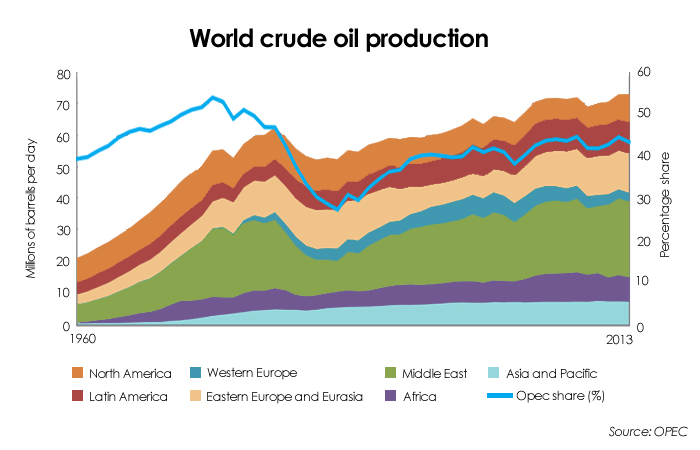 World crude oil production
80
70
60
50
40
30
20
10
0
Millions of barrels per day
60
50
40
30
20
10
0
Percentage share
1960
2013
North America
Western Europe
Middle East
Asia and Pacific
Latin America
Eastern Europe and Eurasia
Africa
Opec share (%)
Source: OPEC